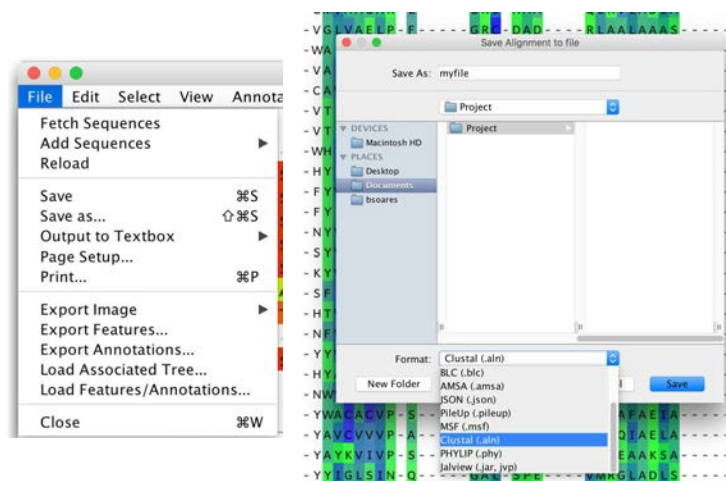 File Edit Select View Annota
Fetch Sequences
Add Sequences
Reload
Save ⌘S
Save as... ⇧⌘S
Output to Textbox
Page Setup...
Print... ⌘P
Export Image
Export Features...
Export Annotations...
Load Associated Tree...
Load Features/Annotations...
Close ⌘W
- V G L V A E L P - F - - - - G R C - D A D - - - - R L A A L A A A S - - - -
Save Alignment to file
Save As: myfile
Project
DEVICES
Macintosh HD
PLACES
Desktop
Documents
bsoares
Project
- WA
- V A
- C A
- V T
- V T
- WH
- H Y
- F Y
- F Y
- N Y
- S Y
- K Y
- S F
- H T
- N F
- Y Y
- H Y
- NW
Format: Clustal (.aln)
BLC (.blc)
AMSA (.amsa)
JSON (.json)
PileUp (.pileup)
MSF (.msf)
Clustal (.aln)
PHYLIP (.phy)
Jalview (.jar, jvp)
New Folder
Save
- Y W A C A C V P - S - - A F A E I A - - - -
- Y A V C V V V P - A - - Q I A E L A - - - -
- Y A Y K V I V P - S - - E A A K S A - - - -
- Y Y I G L S I N - Q - - - - G A L - S P E - - - - V M R G L A D L S - - - -